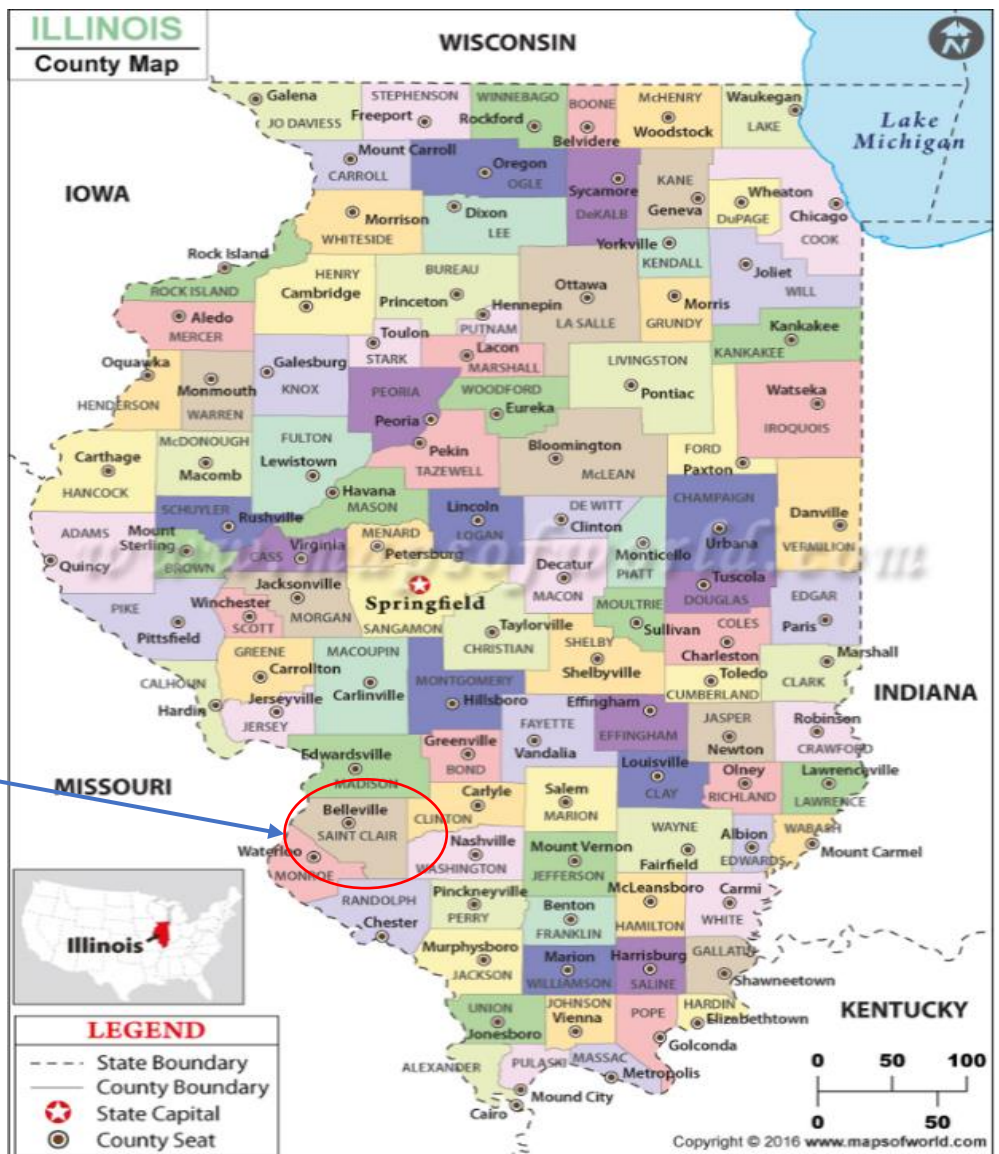 ILLINOIS
County Map
WISCONSIN
N
Lake
Michigan
IOWA
Galena
JO DAVIESS
STEPHENSON
Freeport
WINNEBAGO
Rockford
BOONE
Belvidere
McHENRY
Woodstock
Waukegan
LAKE
Mount Carroll
CARROLL
Oregon
OGLE
Sycamore
DeKALB
KANE
Geneva
Wheaton
DuPAGE
Chicago
COOK
Morrison
WHITESIDE
Dixon
LEE
Yorkville
KENDALL
Joliet
WILL
Rock Island
ROCK ISLAND
HENRY
Cambridge
BUREAU
Princeton
Hennepin
PUTNAM
Ottawa
LA SALLE
Morris
GRUNDY
Kankakee
KANKAKEE
Aledo
MERCER
Toulon
STARK
Lacon
MARSHALL
LIVINGSTON
Pontiac
Watseka
IROQUOIS
Oquawka
HENDERSON
Monmouth
WARREN
Galesburg
KNOX
PEORIA
Peoria
WOODFORD
Eureka
Pekin
TAZEWELL
Bloomington
McLEAN
FORD
Paxton
Carthage
HANCOCK
McDONOUGH
Macomb
FULTON
Lewistown
Havana
MASON
Lincoln
LOGAN
DE WITT
Clinton
CHAMPAIGN
Urbana
Danville
VERMILION
SCHUYLER
Rushville
ADAMS
Quincy
Mount
Sterling
BROWN
CASS
Virginia
MENARD
Petersburg
Monticello
PIATT
Decatur
MACON
www.mapsofworld.com
Tuscola
DOUGLAS
EDGAR
Paris
PIKE
Pittsfield
Winchester
SCOTT
Jacksonville
MORGAN
Springfield
SANGAMON
Taylorville
CHRISTIAN
MOULTRIE
Sullivan
COLES
Charleston
SHELBY
Shelbyville
Toledo
CUMBERLAND
Marshall
CLARK
GREENE
Carrollton
MACOUPIN
Carlinville
MONTGOMERY
Hillsboro
CALHOUN
Hardin
Jerseyville
JERSEY
FAYETTE
Vandalia
Effingham
EFFINGHAM
JASPER
Newton
Robinson
CRAWFORD
INDIANA
MISSOURI
Edwardsville
MADISON
Greenville
BOND
Louisville
CLAY
Olney
RICHLAND
Lawrenceville
LAWRENCE
Belleville
SAINT CLAIR
Carlyle
CLINTON
Salem
MARION
WAYNE
Fairfield
Albion
EDWARDS
WABASH
Mount Carmel
Waterloo
MONROE
Nashville
WASHINGTON
Mount Vernon
JEFFERSON
RANDOLPH
Chester
Pinckneyville
PERRY
Benton
FRANKLIN
McLeansboro
HAMILTON
Carmi
WHITE
Illinois
Murphysboro
JACKSON
Marion
WILLIAMSON
Harrisburg
SALINE
GALLATIN
Shawneetown
UNION
Jonesboro
JOHNSON
Vienna
POPE
Golconda
HARDIN
Elizabethtown
KENTUCKY
ALEXANDER
Cairo
PULASKI
Mound City
MASSAC
Metropolis
LEGEND
State Boundary
County Boundary
State Capital
County Seat
0 50 100
0 50
Copyright © 2016 www.mapsofworld.com